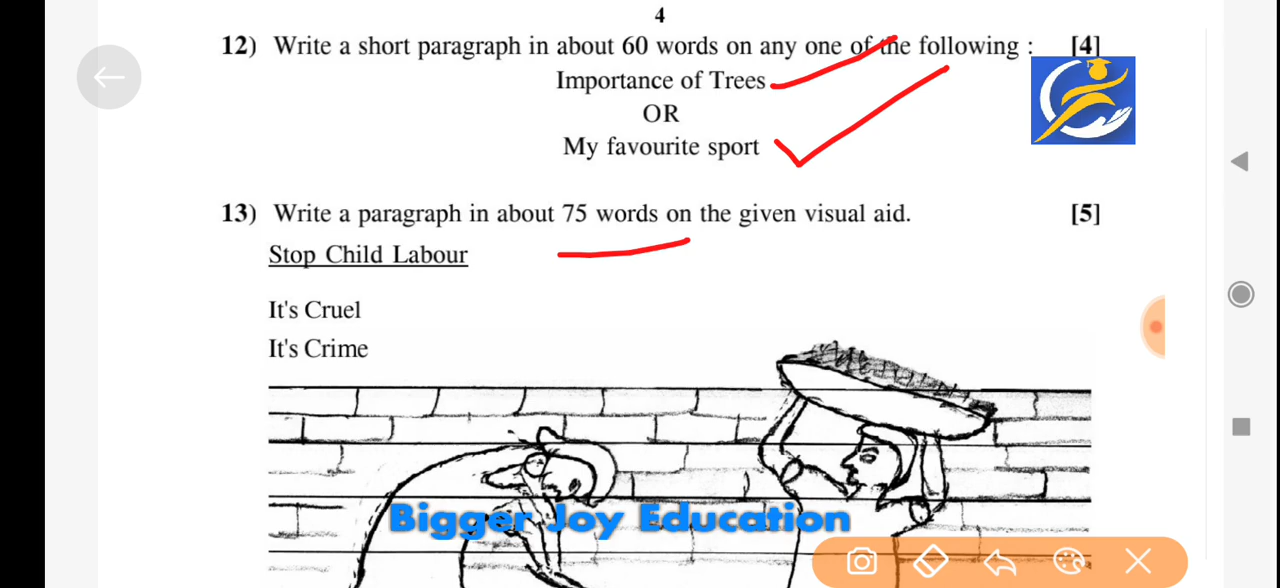 4
12) Write a short paragraph in about 60 words on any one of the following : [4]
Importance of Trees
OR
My favourite sport
13) Write a paragraph in about 75 words on the given visual aid. [5]
Stop Child Labour
It's Cruel
It's Crime
Bigger Joy Education